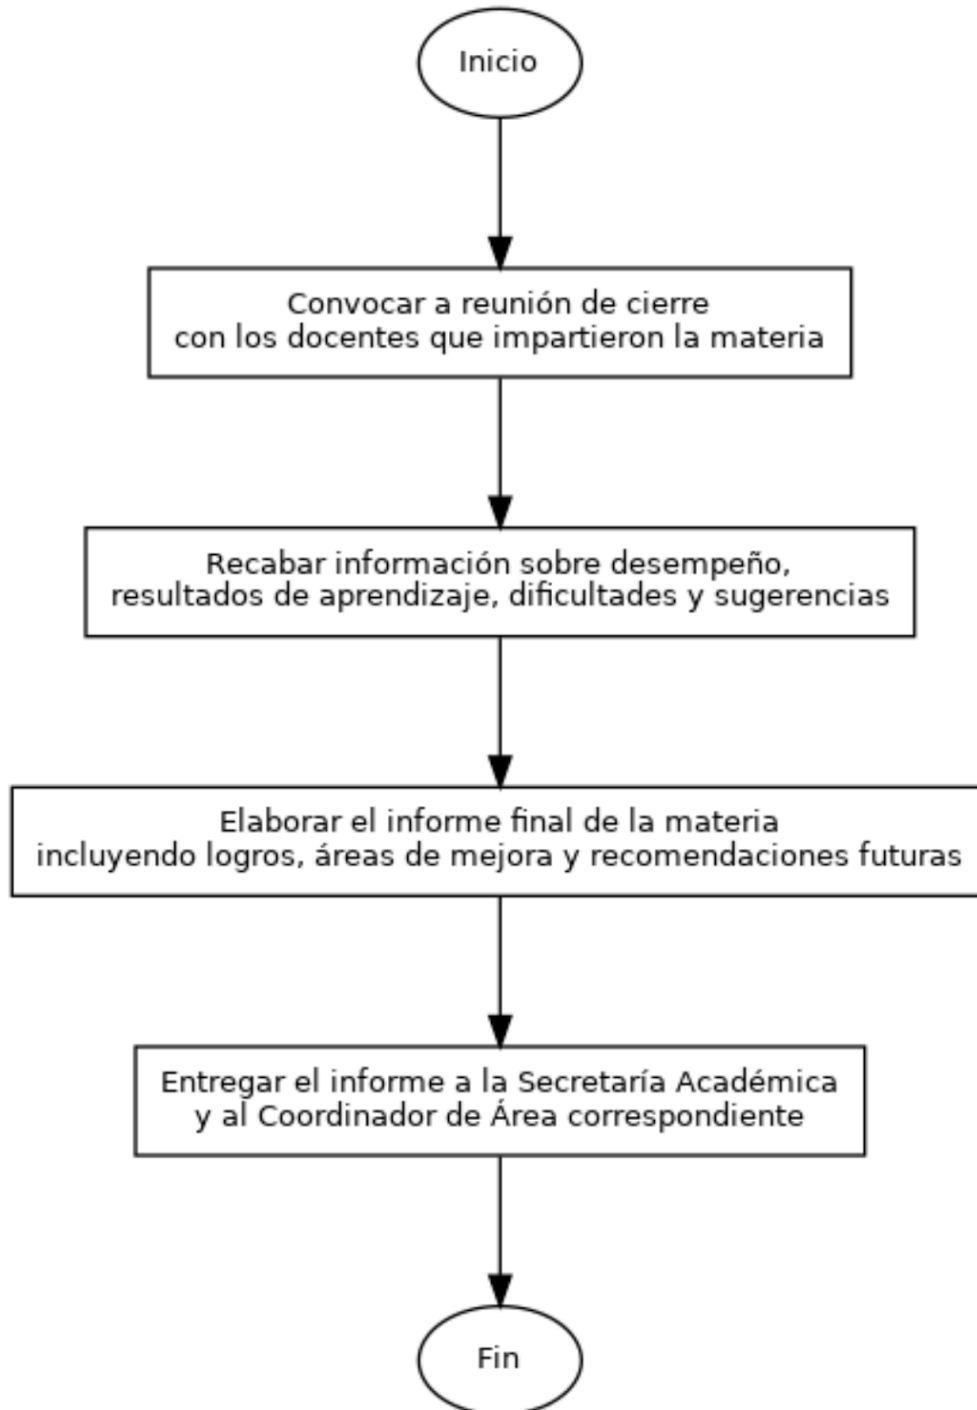 Inicio
Convocar a reunión de cierre
con los docentes que impartieron la materia
Recabar información sobre desempeño,
resultados de aprendizaje, dificultades y sugerencias
Elaborar el informe final de la materia
incluyendo logros, áreas de mejora y recomendaciones futuras
Entregar el informe a la Secretaría Académica
y al Coordinador de Área correspondiente
Fin